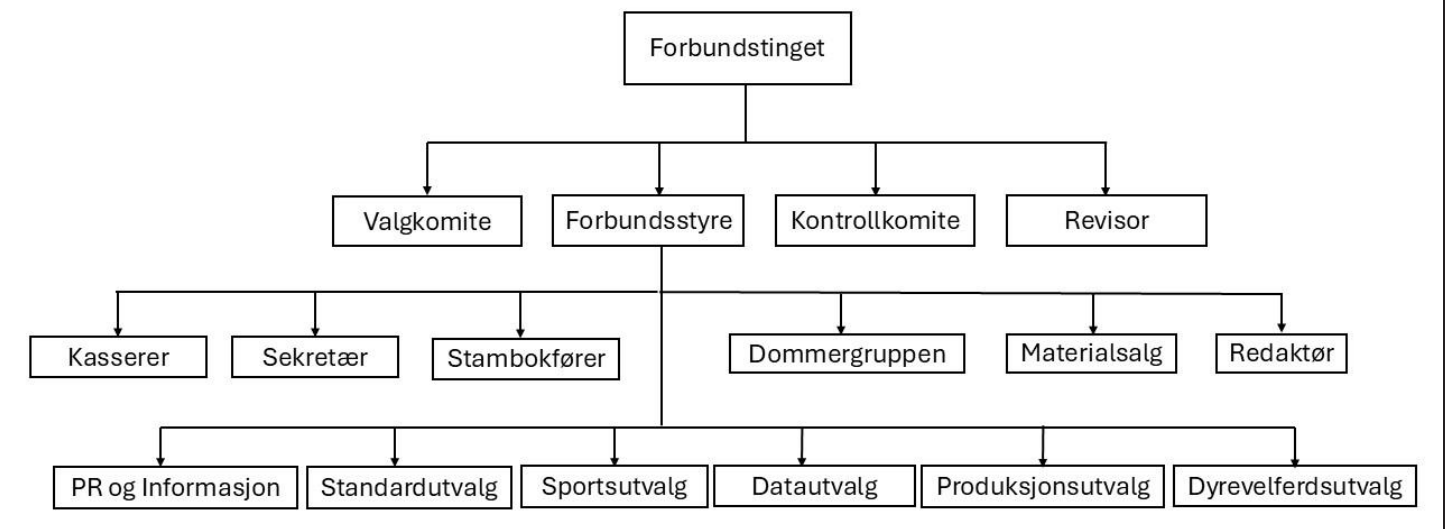 Forbundstinget
Valgkomite
Forbundsstyre
Kontrollkomite
Revisor
Kasserer
Sekretær
Stambokfører
Dommergruppen
Materialsalg
Redaktør
PR og Informasjon
Standardutvalg
Sportsutvalg
Datautvalg
Produksjonsutvalg
Dyrevelferdsutvalg